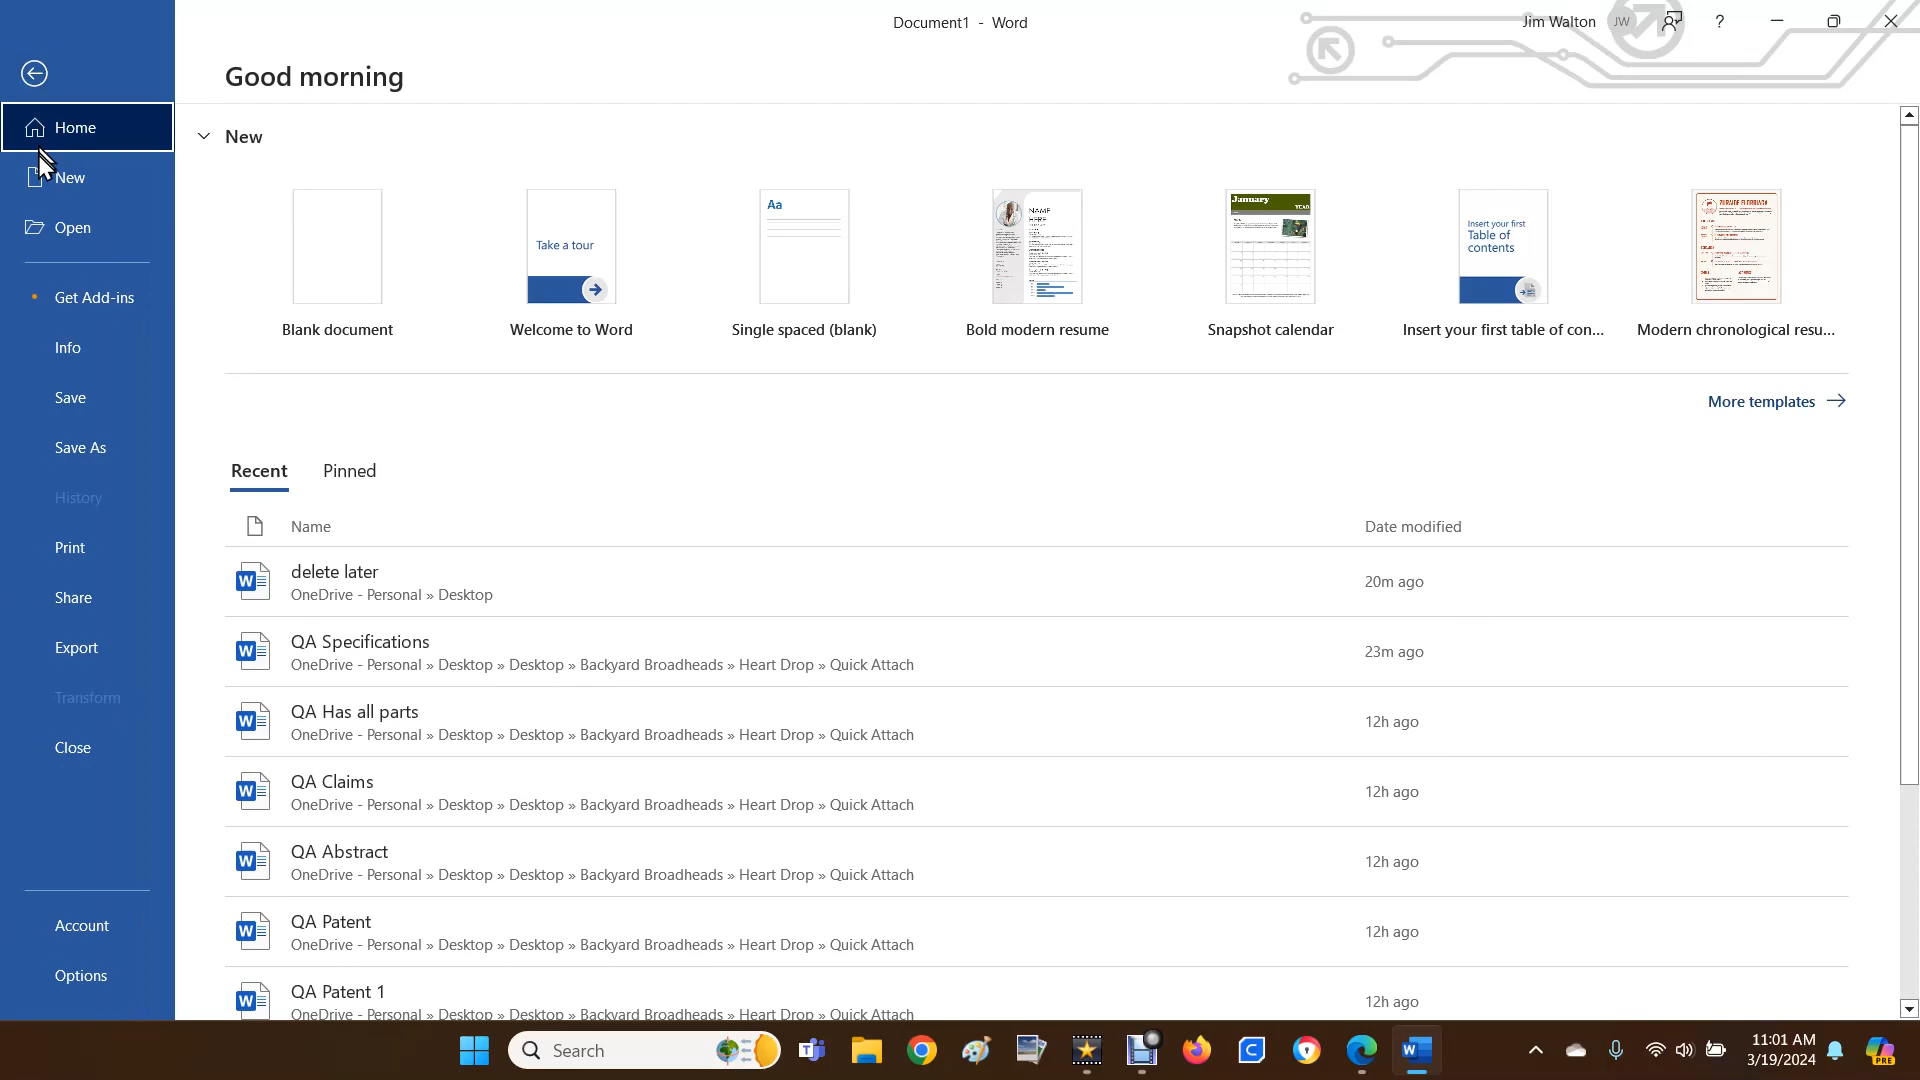 Document1 - Word
Jim Walton JW ?
Good morning
Home
New
Open
Get Add-ins
Info
Save
Save As
History
Print
Share
Export
Transform
Close
Account
Options
New
Take a tour
Aa
NAME
HERE
January
YEAR
Insert your first
Table of
contents
Blank document
Welcome to Word
Single spaced (blank)
Bold modern resume
Snapshot calendar
Insert your first table of con...
Modern chronological resu...
More templates
Recent Pinned
Name Date modified
delete later
OneDrive - Personal » Desktop
20m ago
QA Specifications
OneDrive - Personal » Desktop » Desktop » Backyard Broadheads » Heart Drop » Quick Attach
23m ago
QA Has all parts
OneDrive - Personal » Desktop » Desktop » Backyard Broadheads » Heart Drop » Quick Attach
12h ago
QA Claims
OneDrive - Personal » Desktop » Desktop » Backyard Broadheads » Heart Drop » Quick Attach
12h ago
QA Abstract
OneDrive - Personal » Desktop » Desktop » Backyard Broadheads » Heart Drop » Quick Attach
12h ago
QA Patent
OneDrive - Personal » Desktop » Desktop » Backyard Broadheads » Heart Drop » Quick Attach
12h ago
QA Patent 1
OneDrive - Personal » Desktop » Desktop » Backyard Broadheads » Heart Drop » Quick Attach
12h ago
Search
11:01 AM
3/19/2024
PRE